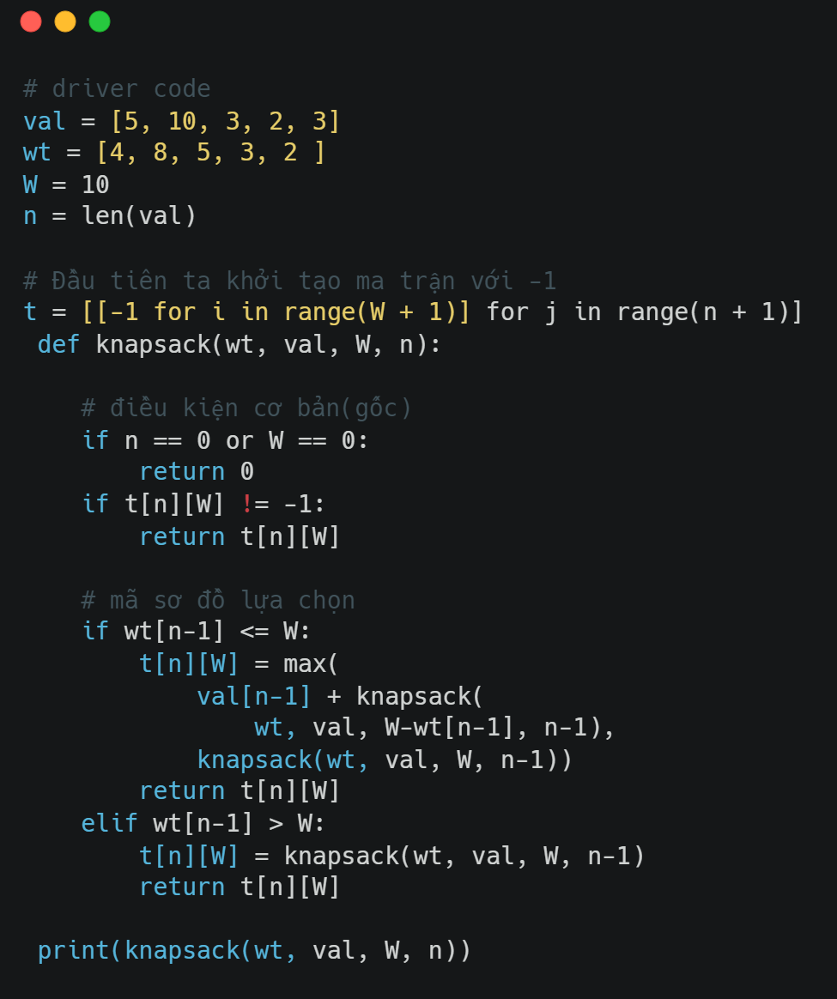 # driver code
val = [5, 10, 3, 2, 3]
wt = [4, 8, 5, 3, 2 ]
W = 10
n = len(val)

# Đầu tiên ta khởi tạo ma trận với -1
t = [[-1 for i in range(W + 1)] for j in range(n + 1)]
 def knapsack(wt, val, W, n):

    # điều kiện cơ bản(gốc)
    if n == 0 or W == 0:
        return 0
    if t[n][W] != -1:
        return t[n][W]

    # mã sơ đồ lựa chọn
    if wt[n-1] <= W:
        t[n][W] = max(
            val[n-1] + knapsack(
                wt, val, W-wt[n-1], n-1),
            knapsack(wt, val, W, n-1))
        return t[n][W]
    elif wt[n-1] > W:
        t[n][W] = knapsack(wt, val, W, n-1)
        return t[n][W]

 print(knapsack(wt, val, W, n))